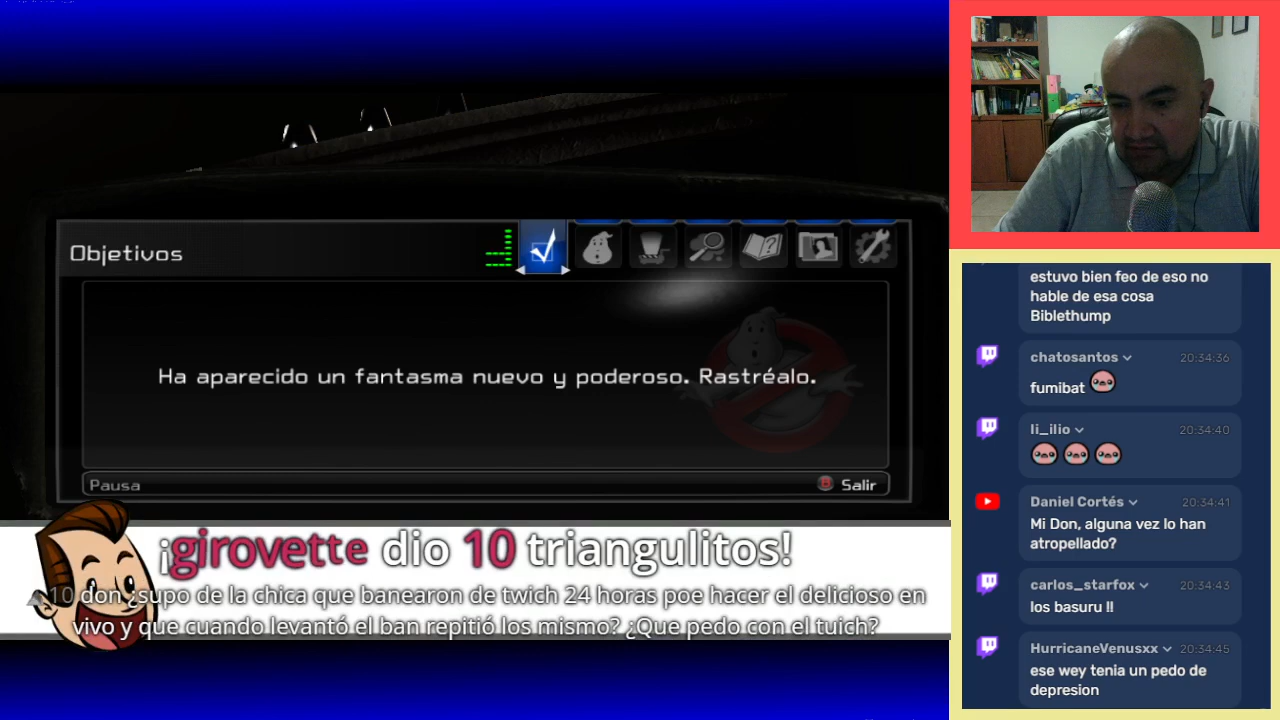 Objetivos
Ha aparecido un fantasma nuevo y poderoso. Rastréalo.
Pausa
Salir
¡girovette dio 10 triangulitos!
10 don ¿supo de la chica que banearon de twich 24 horas poe hacer el delicioso en
vivo y que cuando levantó el ban repitió los mismo? ¿Que pedo con el tuich?
estuvo bien feo de eso no
hable de esa cosa
Biblethump
chatosantos 20:34:36
fumibat
li_ilio 20:34:40
Daniel Cortés 20:34:41
Mi Don, alguna vez lo han
atropellado?
carlos_starfox 20:34:43
los basuru !!
HurricaneVenusxx 20:34:45
ese wey tenia un pedo de
depresion